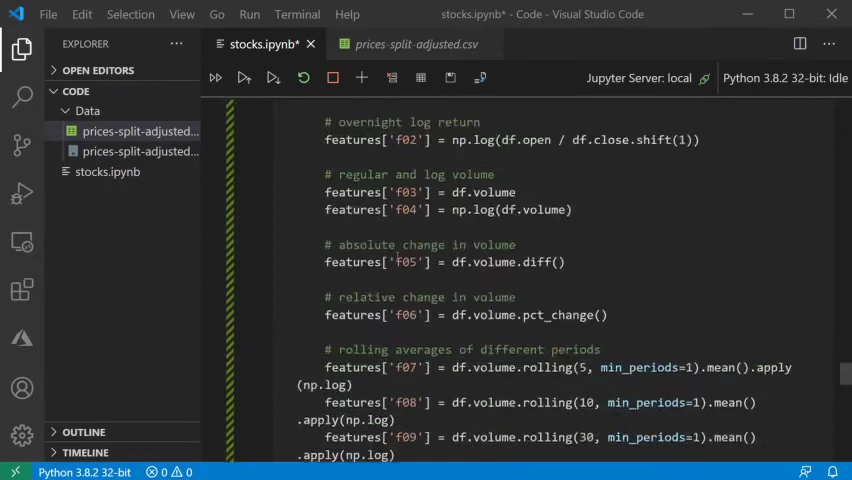 File Edit Selection View Go Run Terminal Help stocks.ipynb* - Code - Visual Studio Code
EXPLORER
stocks.ipynb*
prices-split-adjusted.csv
OPEN EDITORS
CODE
Data
prices-split-adjusted...
prices-split-adjusted...
stocks.ipynb
Jupyter Server: local
Python 3.8.2 32-bit: Idle
# overnight log return
features['f02'] = np.log(df.open / df.close.shift(1))
# regular and log volume
features['f03'] = df.volume
features['f04'] = np.log(df.volume)
# absolute change in volume
features['f05'] = df.volume.diff()
# relative change in volume
features['f06'] = df.volume.pct_change()
# rolling averages of different periods
features['f07'] = df.volume.rolling(5, min_periods=1).mean().apply
(np.log)
features['f08'] = df.volume.rolling(10, min_periods=1).mean()
.apply(np.log)
features['f09'] = df.volume.rolling(30, min_periods=1).mean()
.apply(np.log)
OUTLINE
TIMELINE
Python 3.8.2 32-bit 0 0